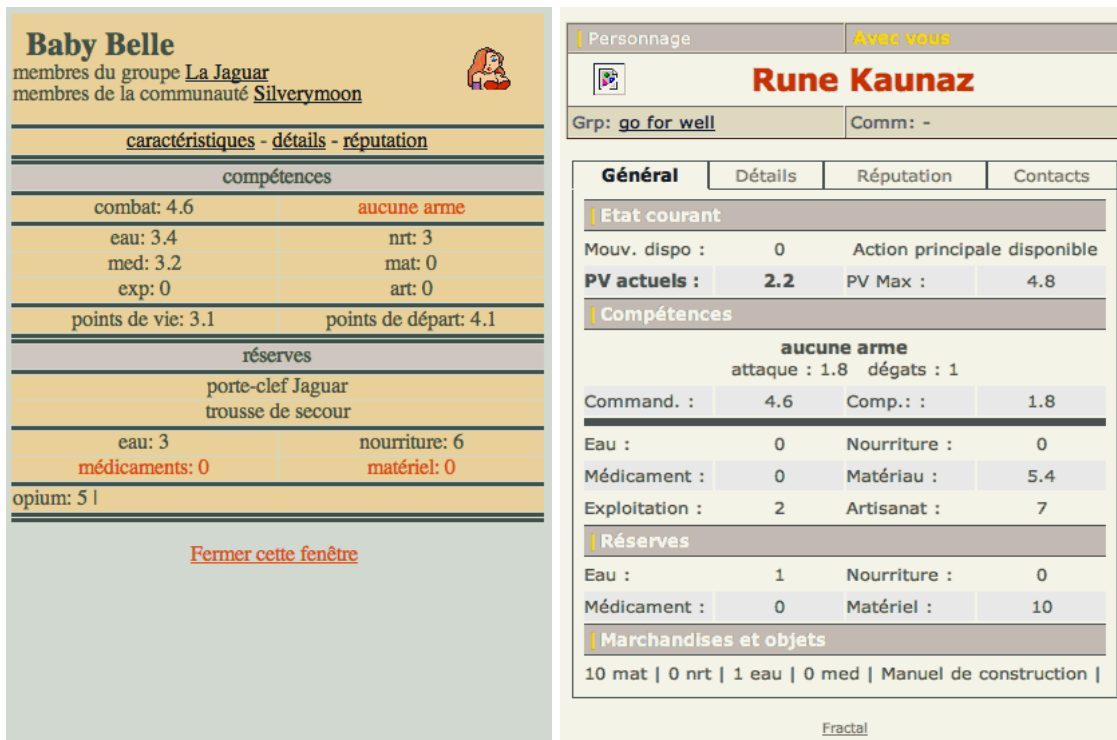 Baby Belle
membres du groupe La Jaguar
membres de la communauté Silverymoon
caractéristiques - détails - réputation
compétences
combat: 4.6 aucune arme
eau: 3.4 nrt: 3
med: 3.2 mat: 0
exp: 0 art: 0
points de vie: 3.1 points de départ: 4.1
réserves
porte-clef Jaguar
trousse de secour
eau: 3 nourriture: 6
médicaments: 0 matériel: 0
opium: 5 |
Fermer cette fenêtre
Personnage Avec vous
Rune Kaunaz
Grp: go for well Comm: -
Général Détails Réputation Contacts
Etat courant
Mouv. dispo : 0 Action principale disponible
PV actuels : 2.2 PV Max : 4.8
Compétences
aucune arme
attaque : 1.8 dégats : 1
Command. : 4.6 Comp.: : 1.8
Eau : 0 Nourriture : 0
Médicament : 0 Matériau : 5.4
Exploitation : 2 Artisanat : 7
Réserves
Eau : 1 Nourriture : 0
Médicament : 0 Matériel : 10
Marchandises et objets
10 mat | 0 nrt | 1 eau | 0 med | Manuel de construction |
Fractal